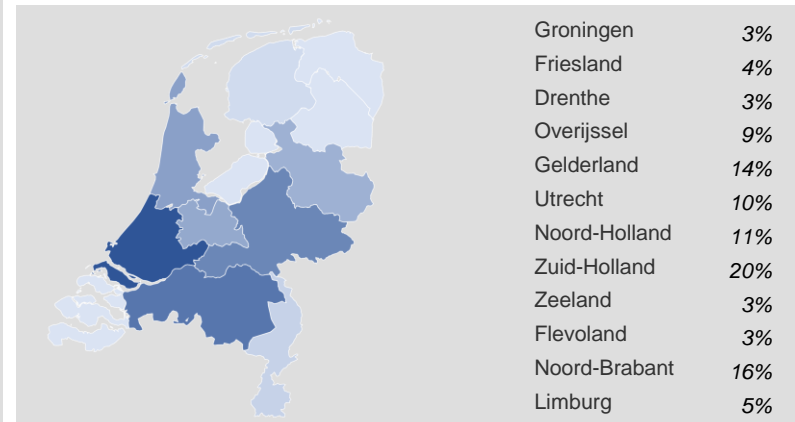 Groningen 3%
Friesland 4%
Drenthe 3%
Overijssel 9%
Gelderland 14%
Utrecht 10%
Noord-Holland 11%
Zuid-Holland 20%
Zeeland 3%
Flevoland 3%
Noord-Brabant 16%
Limburg 5%